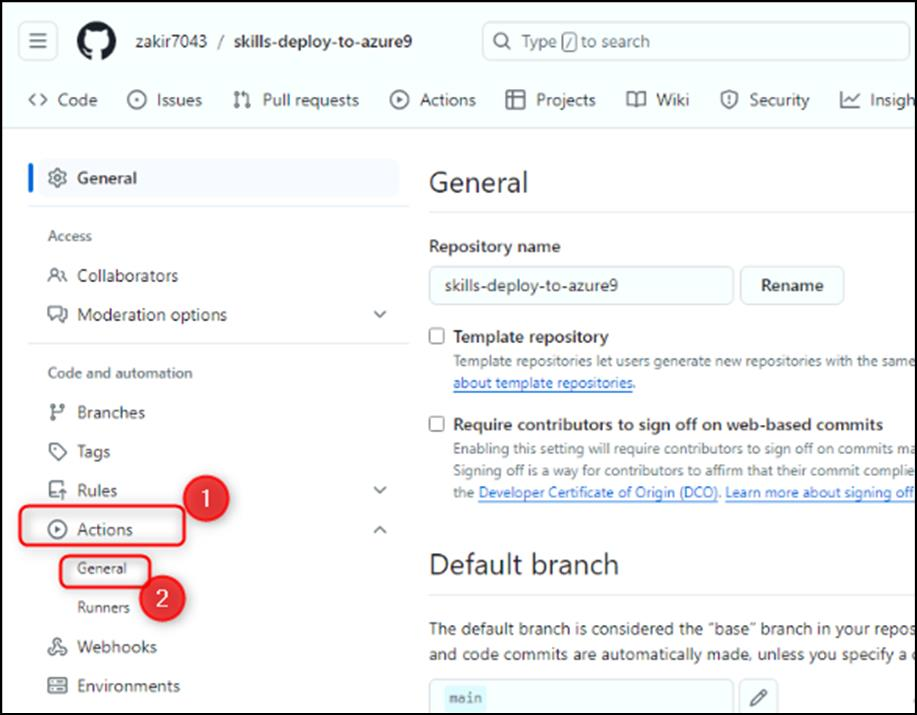 zakir7043 / skills-deploy-to-azure9
Type / to search
Code Issues Pull requests Actions Projects Wiki Security Insigh
General
Access
Collaborators
Moderation options
Code and automation
Branches
Tags
Rules
1
Actions
General
2
Runners
Webhooks
Environments
General
Repository name
skills-deploy-to-azure9 Rename
Template repository
Template repositories let users generate new repositories with the same
about template repositories.
Require contributors to sign off on web-based commits
Enabling this setting will require contributors to sign off on commits ma
Signing off is a way for contributors to affirm that their commit complie
the Developer Certificate of Origin (DCO). Learn more about signing off
Default branch
The default branch is considered the "base" branch in your repos
and code commits are automatically made, unless you specify a
main